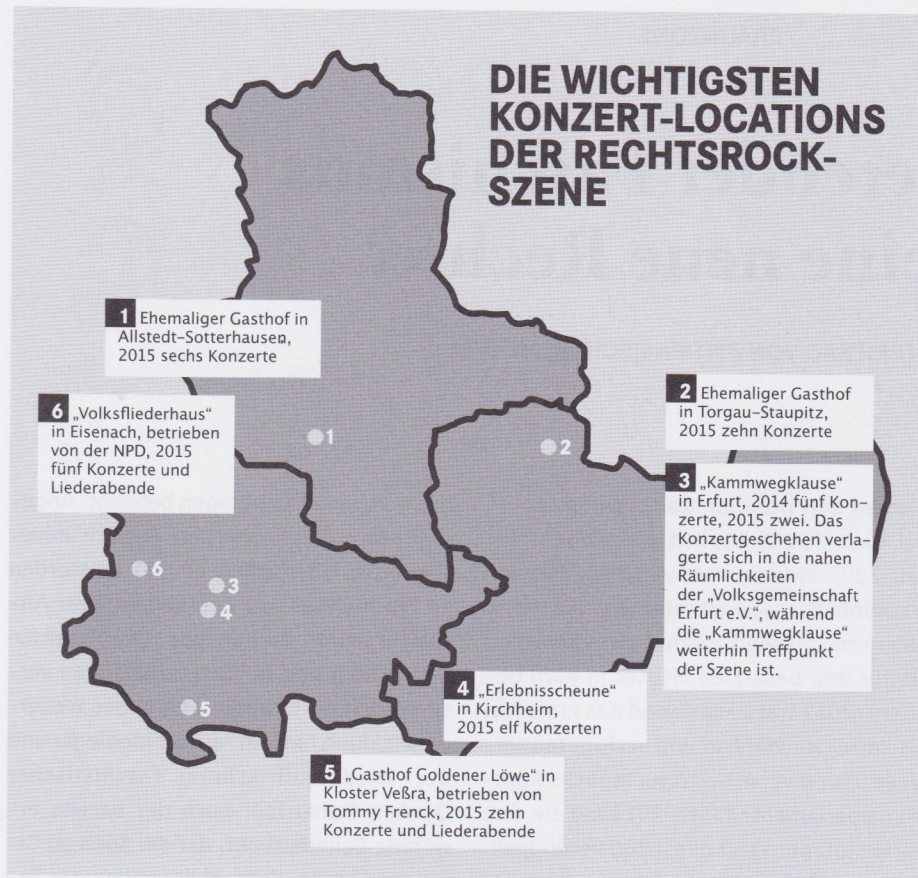 DIE WICHTIGSTEN
KONZERT-LOCATIONS
DER RECHTSROCK-
SZENE
1 Ehemaliger Gasthof in
Allstedt-Sotterhausen,
2015 sechs Konzerte
6 „Volksfliederhaus“
in Eisenach, betrieben
von der NPD, 2015
fünf Konzerte und
Liederabende
2 Ehemaliger Gasthof
in Torgau-Staupitz,
2015 zehn Konzerte
3 „Kammwegklause“
in Erfurt, 2014 fünf Kon-
zerte, 2015 zwei. Das
Konzertgeschehen verla-
gerte sich in die nahen
Räumlichkeiten
der „Volksgemeinschaft
Erfurt e.V.“, während
die „Kammwegklause“
weiterhin Treffpunkt
der Szene ist.
4 „Erlebnisscheune“
in Kirchheim,
2015 elf Konzerten
5 „Gasthof Goldener Löwe“ in
Kloster Veßra, betrieben von
Tommy Frenck, 2015 zehn
Konzerte und Liederabende
1
2
6
3
4
5